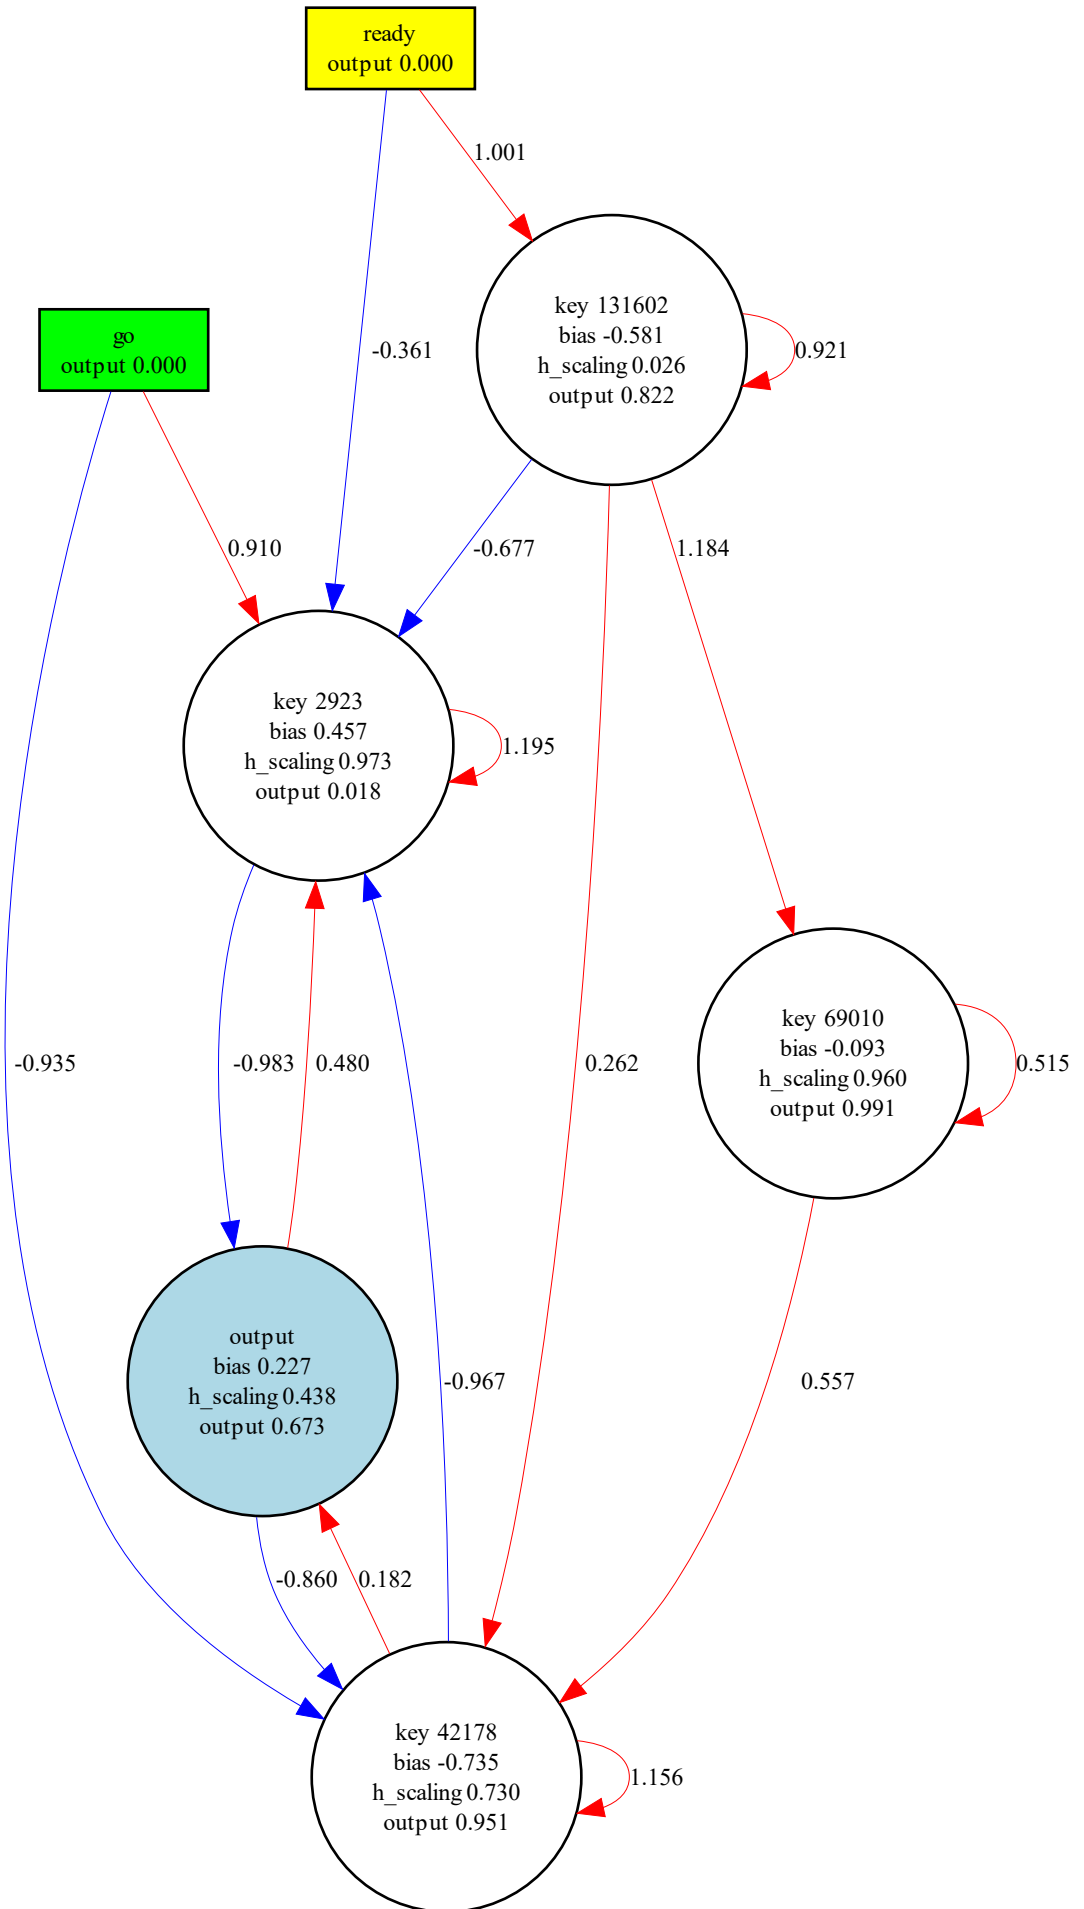 ready
output 0.000
1.001
key 131602
bias -0.581
h_scaling 0.026
output 0.822
0.921
go
output 0.000
-0.361
0.910
-0.677
1.184
key 2923
bias 0.457
h_scaling 0.973
output 0.018
1.195
key 69010
bias -0.093
h_scaling 0.960
output 0.991
0.515
-0.935
-0.983
0.480
0.262
output
bias 0.227
h_scaling 0.438
output 0.673
-0.967
0.557
-0.860
0.182
key 42178
bias -0.735
h_scaling 0.730
output 0.951
1.156